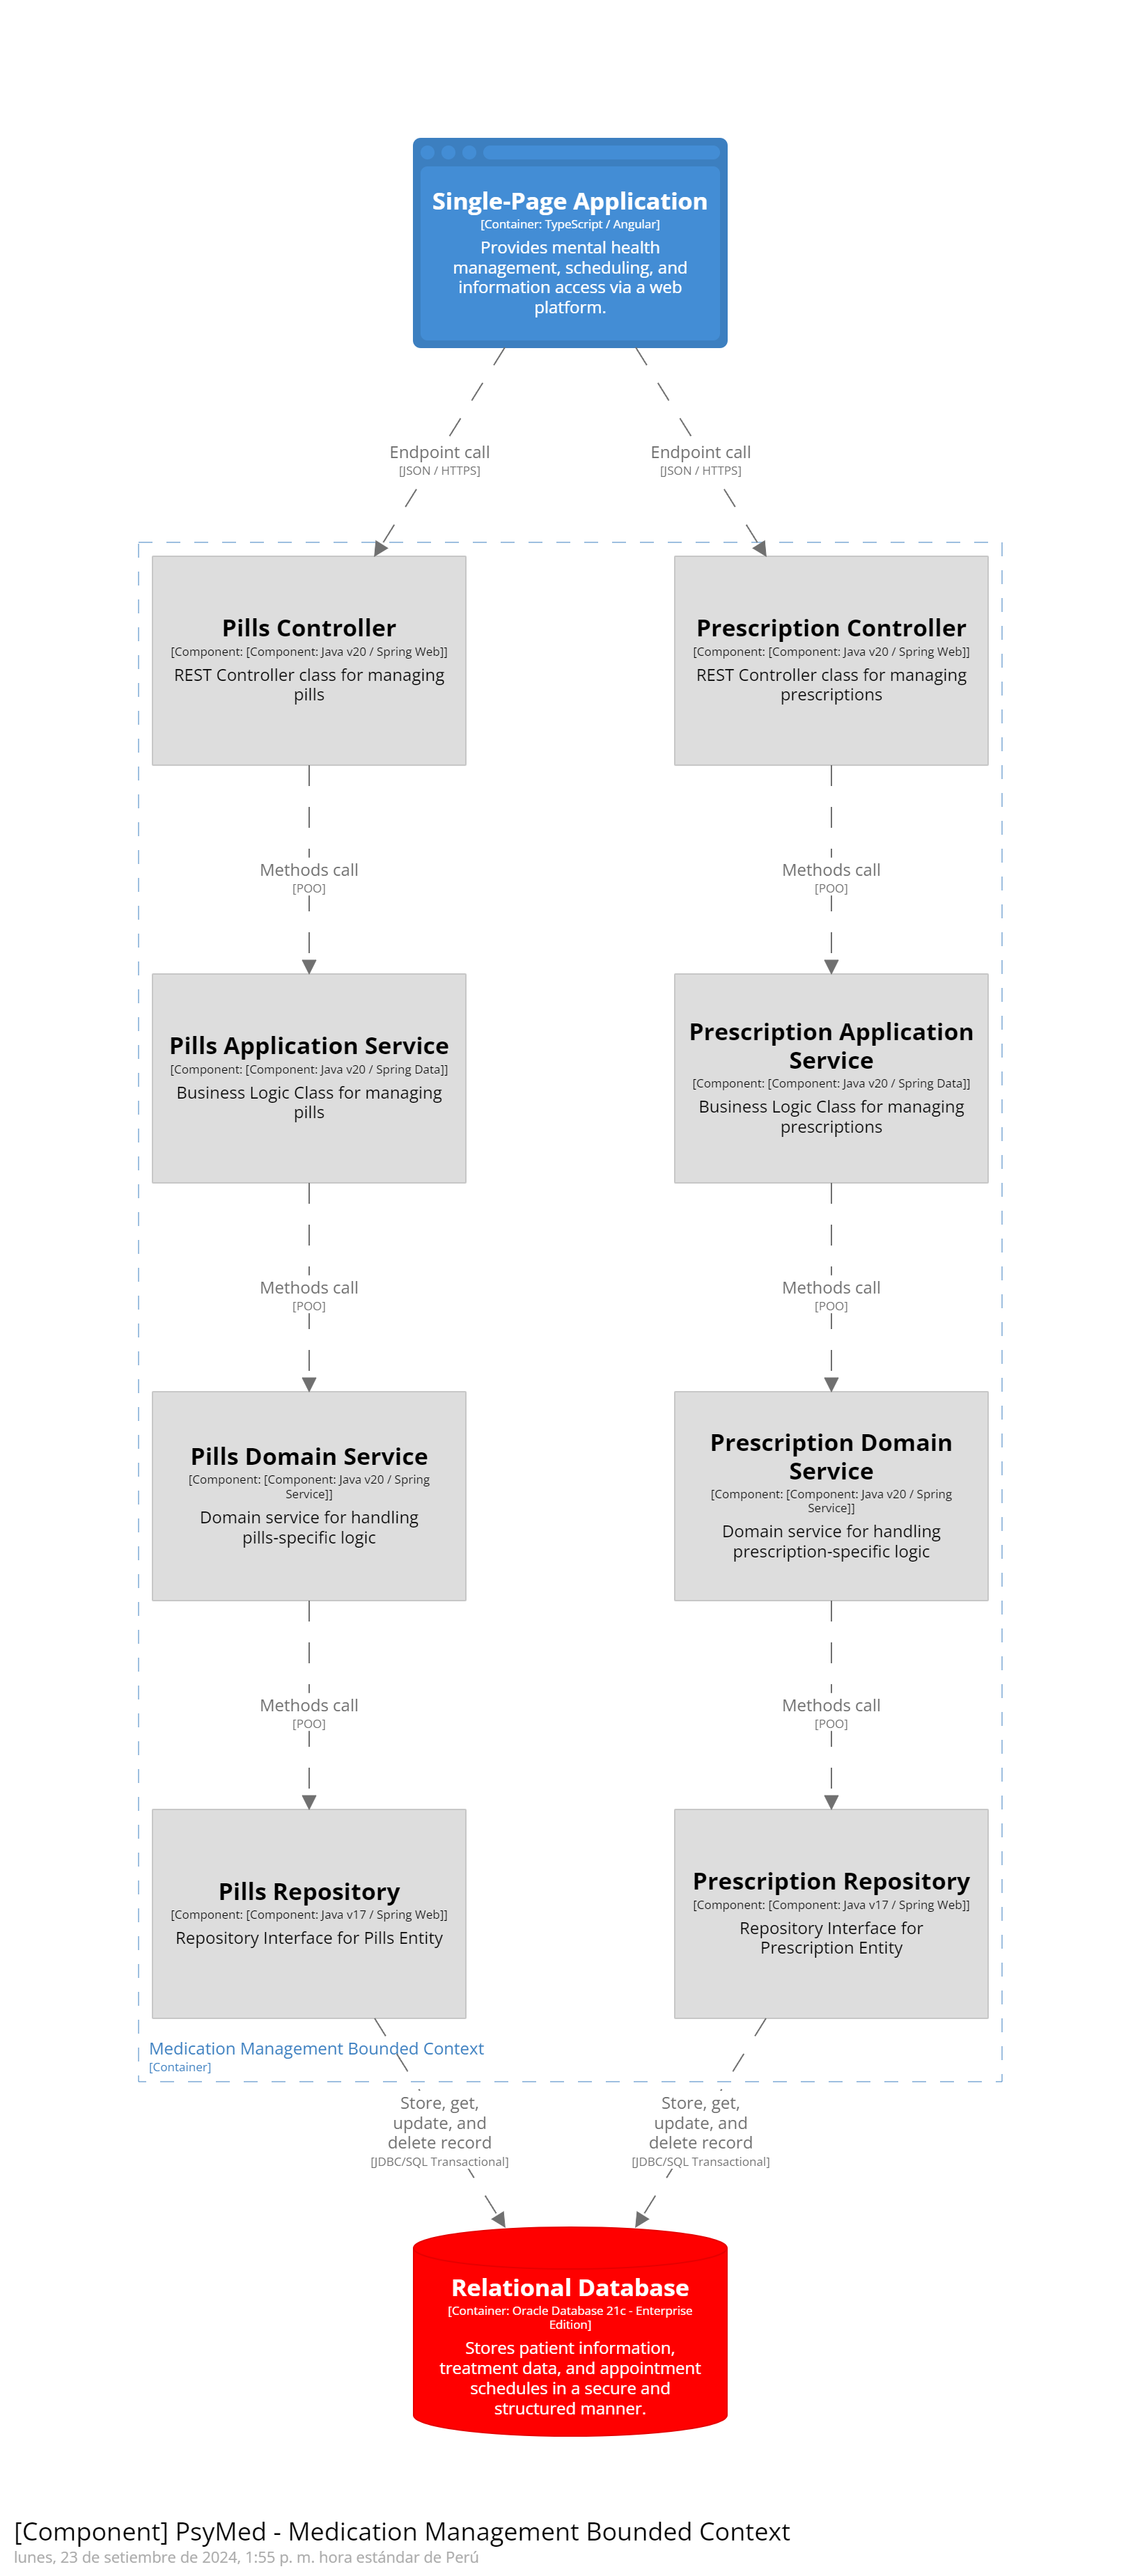 Single-Page Application
[Container: TypeScript / Angular]
Provides mental health
management, scheduling, and
information access via a web
platform.
Endpoint call
[JSON / HTTPS]
Endpoint call
[JSON / HTTPS]
Pills Controller
[Component: [Component: Java v20 / Spring Web]]
REST Controller class for managing
pills
Prescription Controller
[Component: [Component: Java v20 / Spring Web]]
REST Controller class for managing
prescriptions
Methods call
[POO]
Methods call
[POO]
Pills Application Service
[Component: [Component: Java v20 / Spring Data]]
Business Logic Class for managing
pills
Prescription Application
Service
[Component: [Component: Java v20 / Spring Data]]
Business Logic Class for managing
prescriptions
Methods call
[POO]
Methods call
[POO]
Pills Domain Service
[Component: [Component: Java v20 / Spring
Service]]
Domain service for handling
pills-specific logic
Prescription Domain
Service
[Component: [Component: Java v20 / Spring
Service]]
Domain service for handling
prescription-specific logic
Methods call
[POO]
Methods call
[POO]
Pills Repository
[Component: [Component: Java v17 / Spring Web]]
Repository Interface for Pills Entity
Prescription Repository
[Component: [Component: Java v17 / Spring Web]]
Repository Interface for
Prescription Entity
Medication Management Bounded Context
[Container]
Store, get,
update, and
delete record
[JDBC/SQL Transactional]
Store, get,
update, and
delete record
[JDBC/SQL Transactional]
Relational Database
[Container: Oracle Database 21c - Enterprise
Edition]
Stores patient information,
treatment data, and appointment
schedules in a secure and
structured manner.
[Component] PsyMed - Medication Management Bounded Context
lunes, 23 de setiembre de 2024, 1:55 p. m. hora estándar de Perú